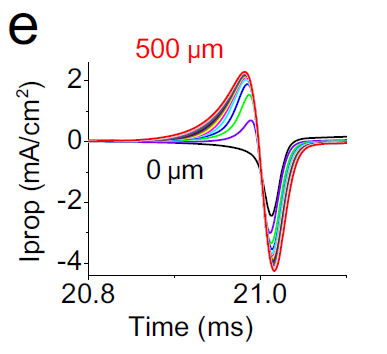 e
500 µm
2
0
0 µm
-2
-4
Iprop (mA/cm²)
20.8
21.0
Time (ms)